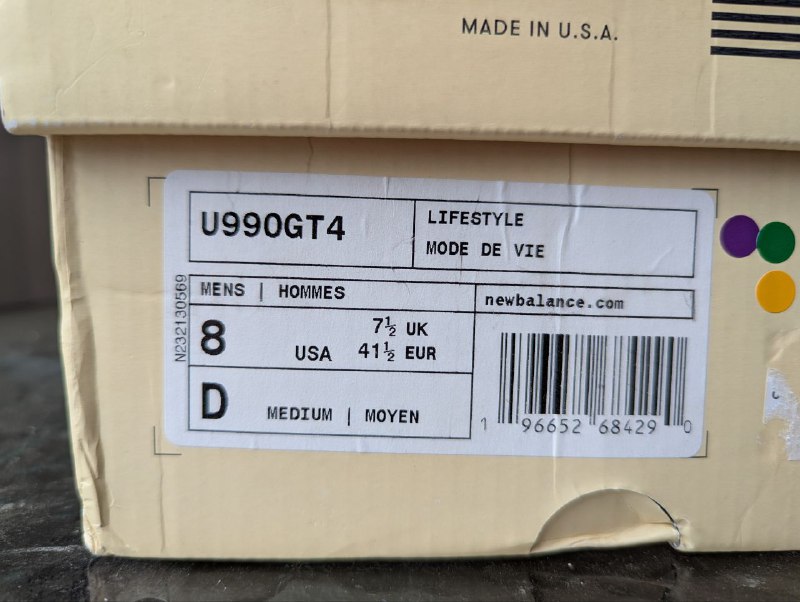 MADE IN U.S.A.
U990GT4
LIFESTYLE
MODE DE VIE
MENS | HOMMES
newbalance.com
8
7½ UK
USA 41½ EUR
D
MEDIUM | MOYEN
N232130569
1 96652 68429 0